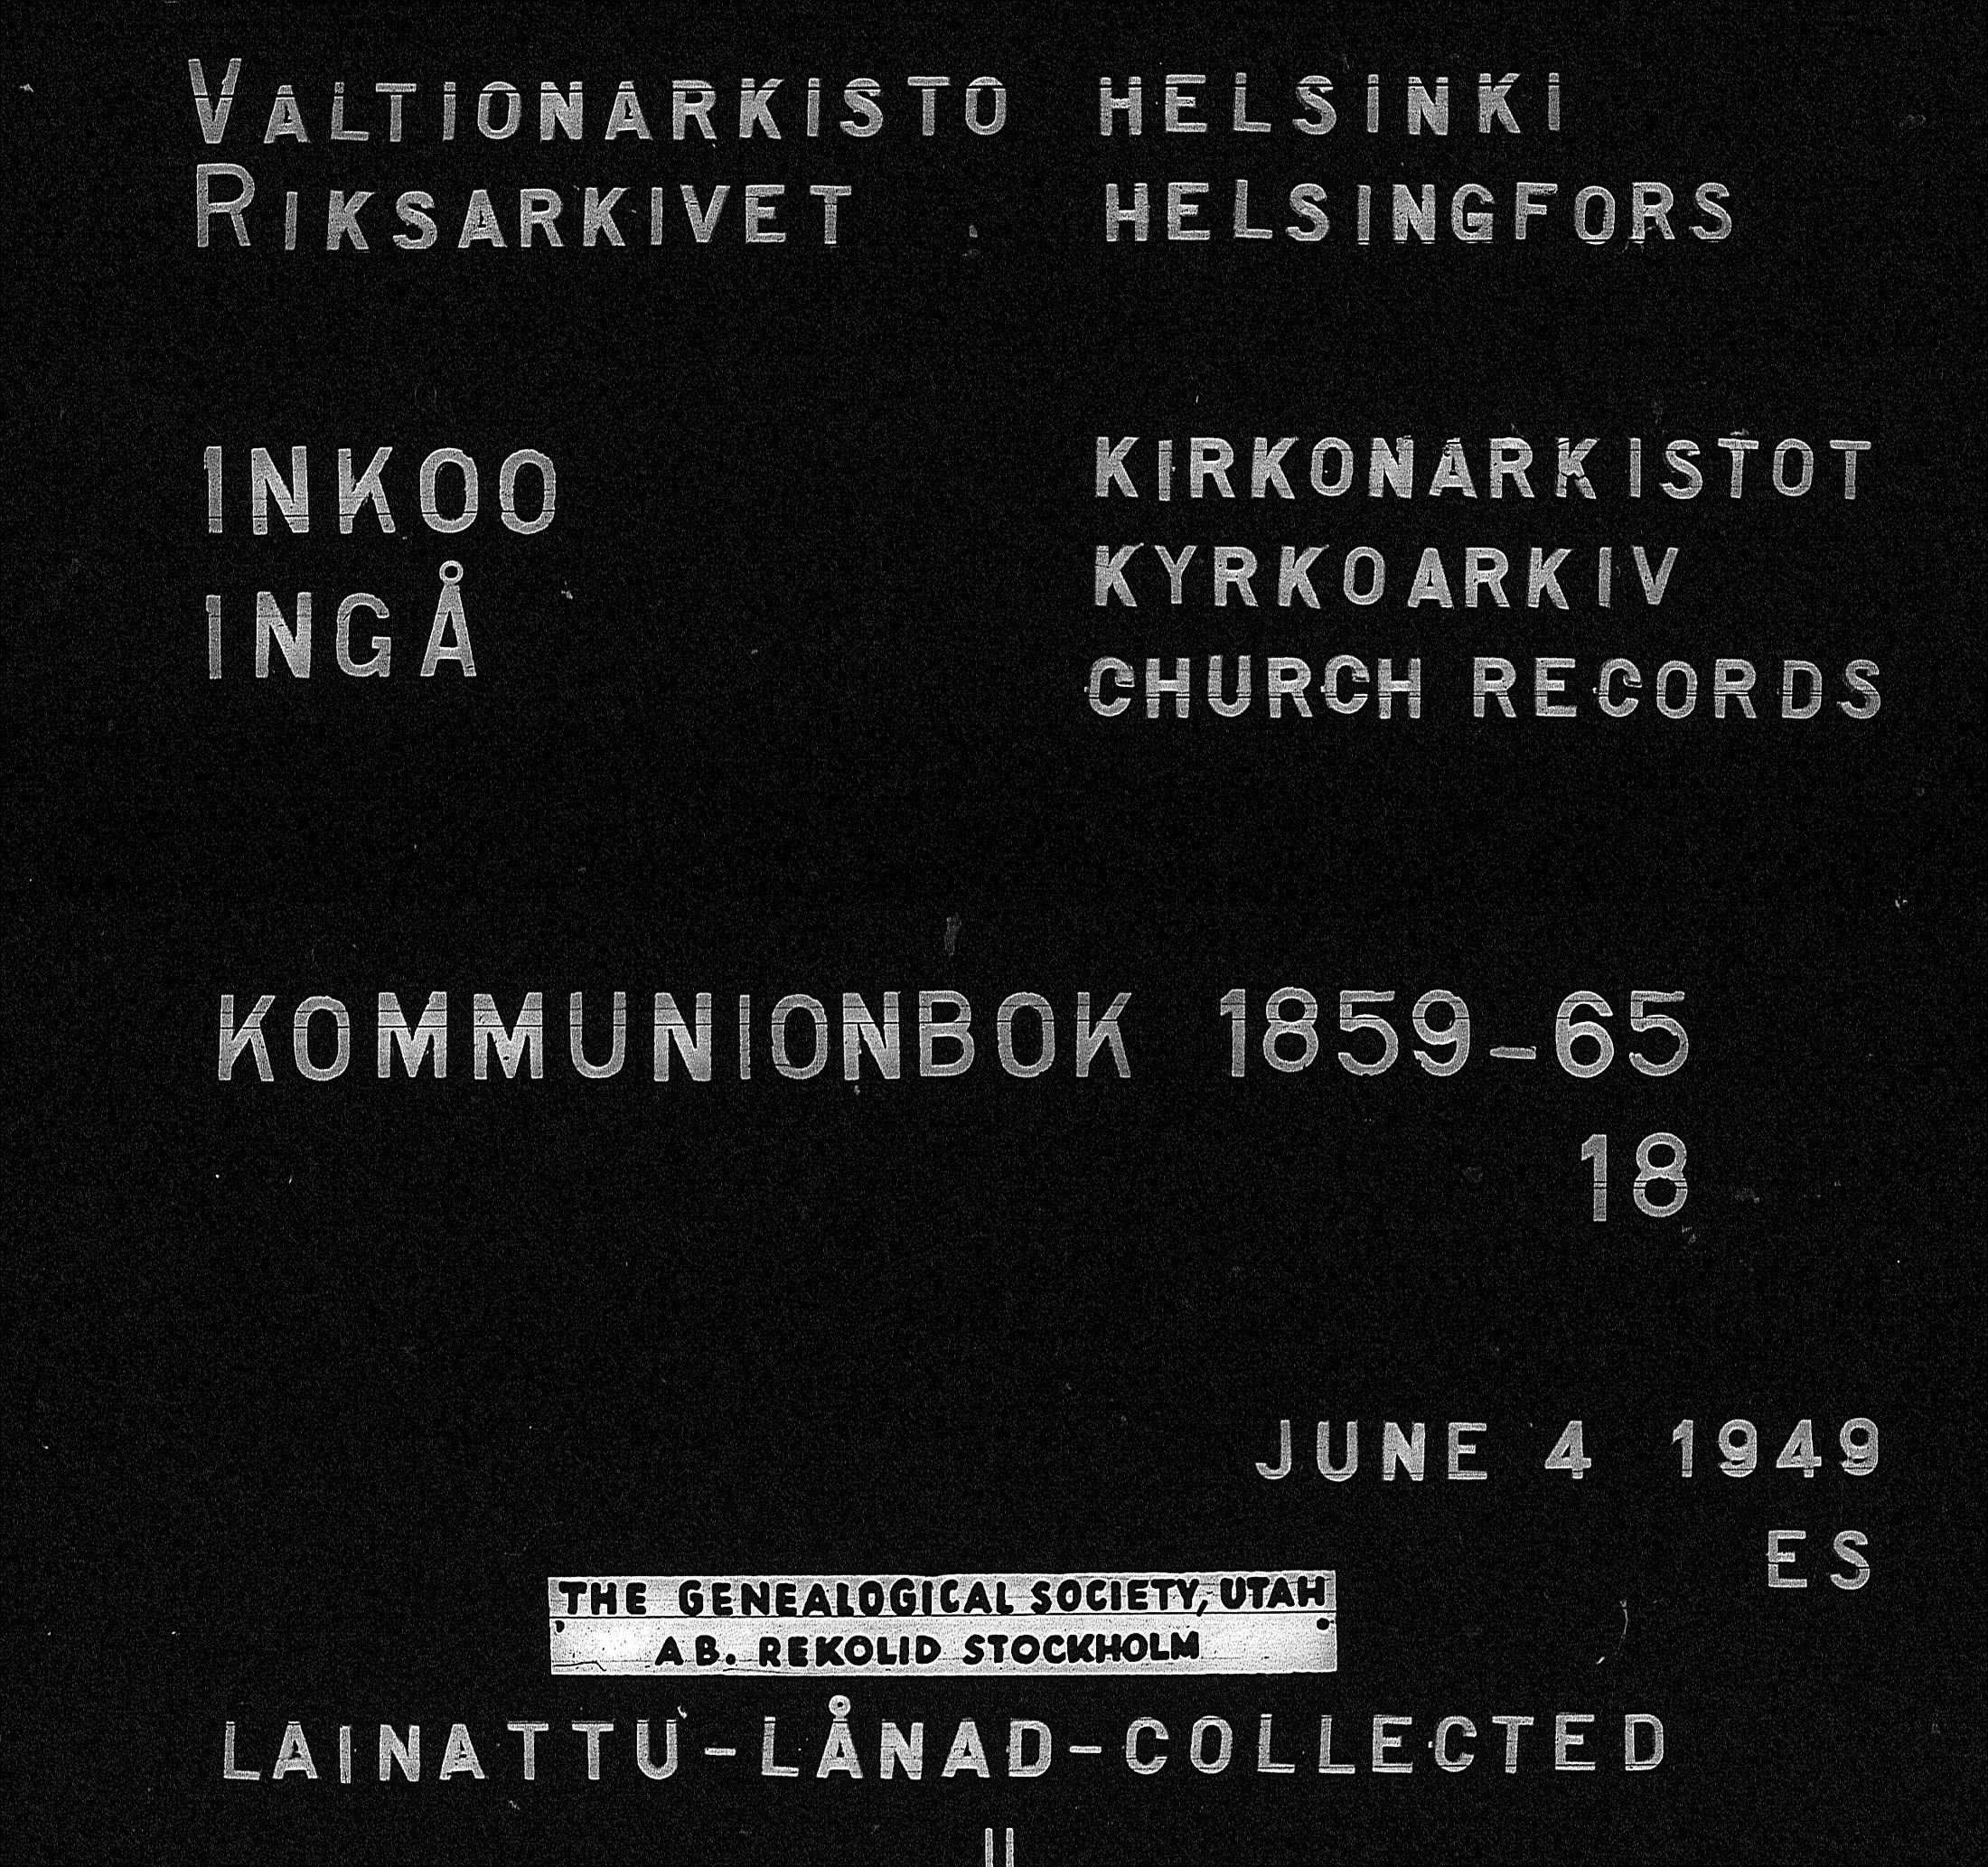 VALTIONARKISTO HELSINKI
RIKSARKIVET HELSINGFORS
INKOO
INGÅ
KIRKONARKISTOT
KYRKOARKIV
CHURCH RECORDS
KOMMUNIONBOK 1859-65
18
JUNE 4 1949
ES
THE GENEALOGICAL SOCIETY, UTAH
AB. REKOLID STOCKHOLM
LAINATTU-LÅNAD-COLLECTED